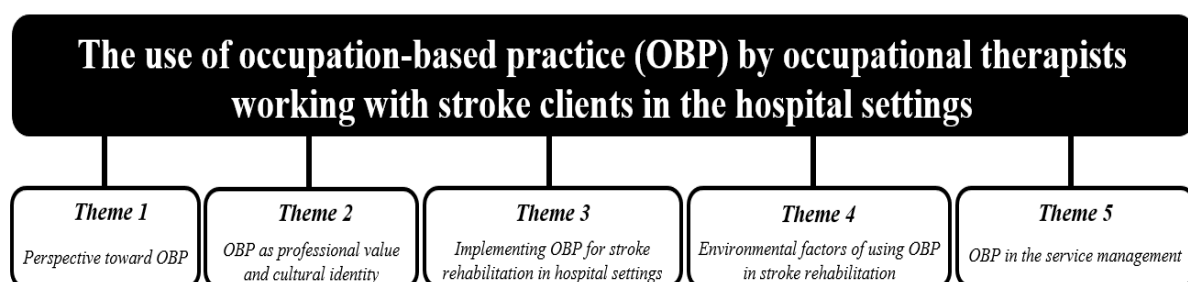 The use of occupation-based practice (OBP) by occupational therapists
working with stroke clients in the hospital settings
Theme 1
Perspective toward OBP
Theme 2
OBP as professional value
and cultural identity
Theme 3
Implementing OBP for stroke
rehabilitation in hospital settings
Theme 4
Environmental factors of using OBP
in stroke rehabilitation
Theme 5
OBP in the service management